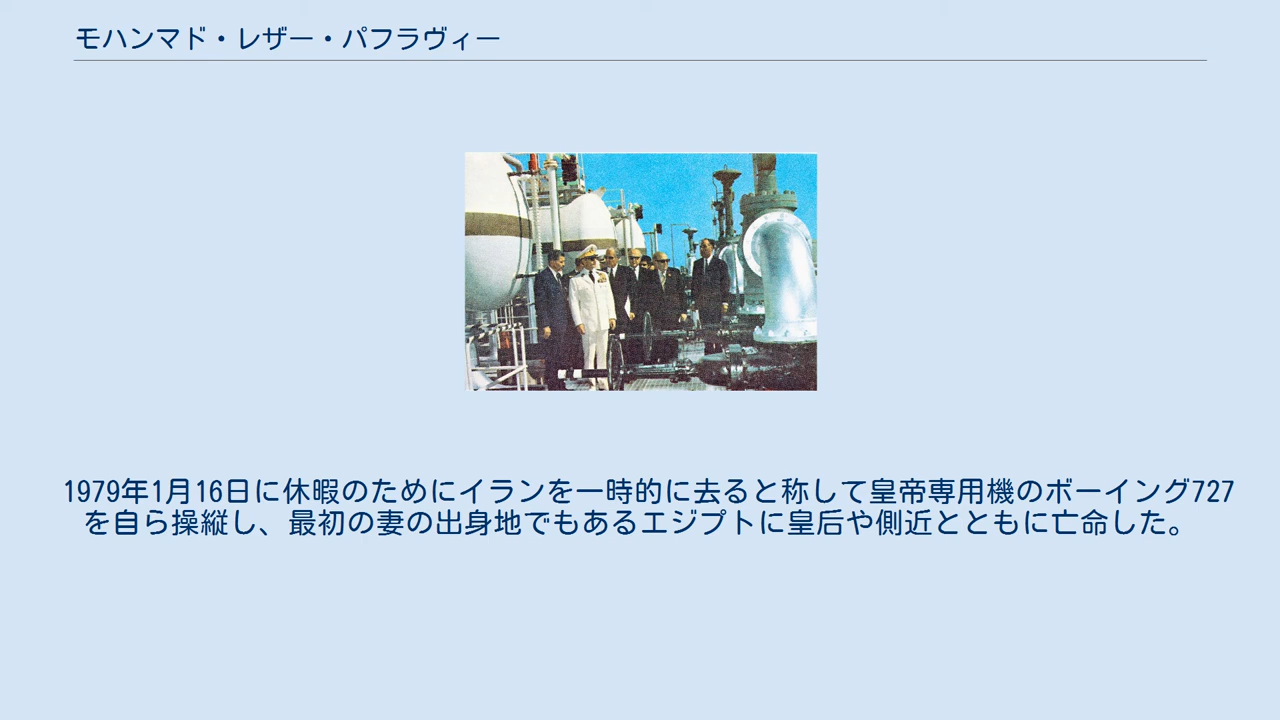 モハンマド・レザー・パフラヴィー
1979年1月16日に休暇のためにイランを一時的に去ると称して皇帝専用機のボーイング727
を自ら操縦し、最初の妻の出身地でもあるエジプトに皇后や側近とともに亡命した。